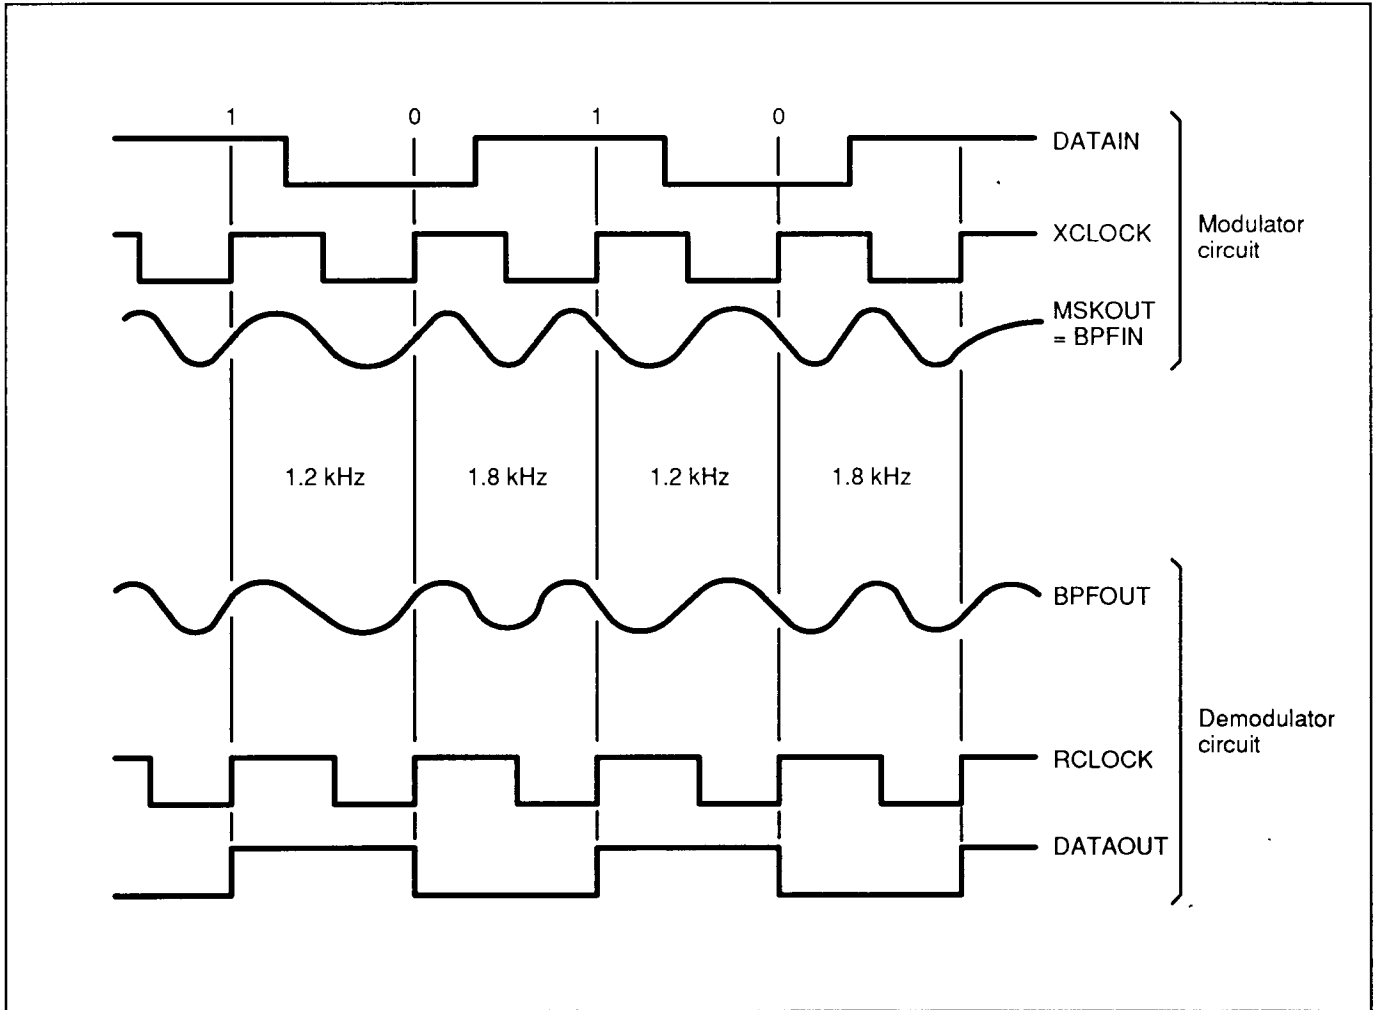 1 0 1 0
DATAIN
XCLOCK
MSKOUT
= BPFIN
Modulator
circuit
1.2 kHz 1.8 kHz 1.2 kHz 1.8 kHz
BPFOUT
RCLOCK
DATAOUT
Demodulator
circuit